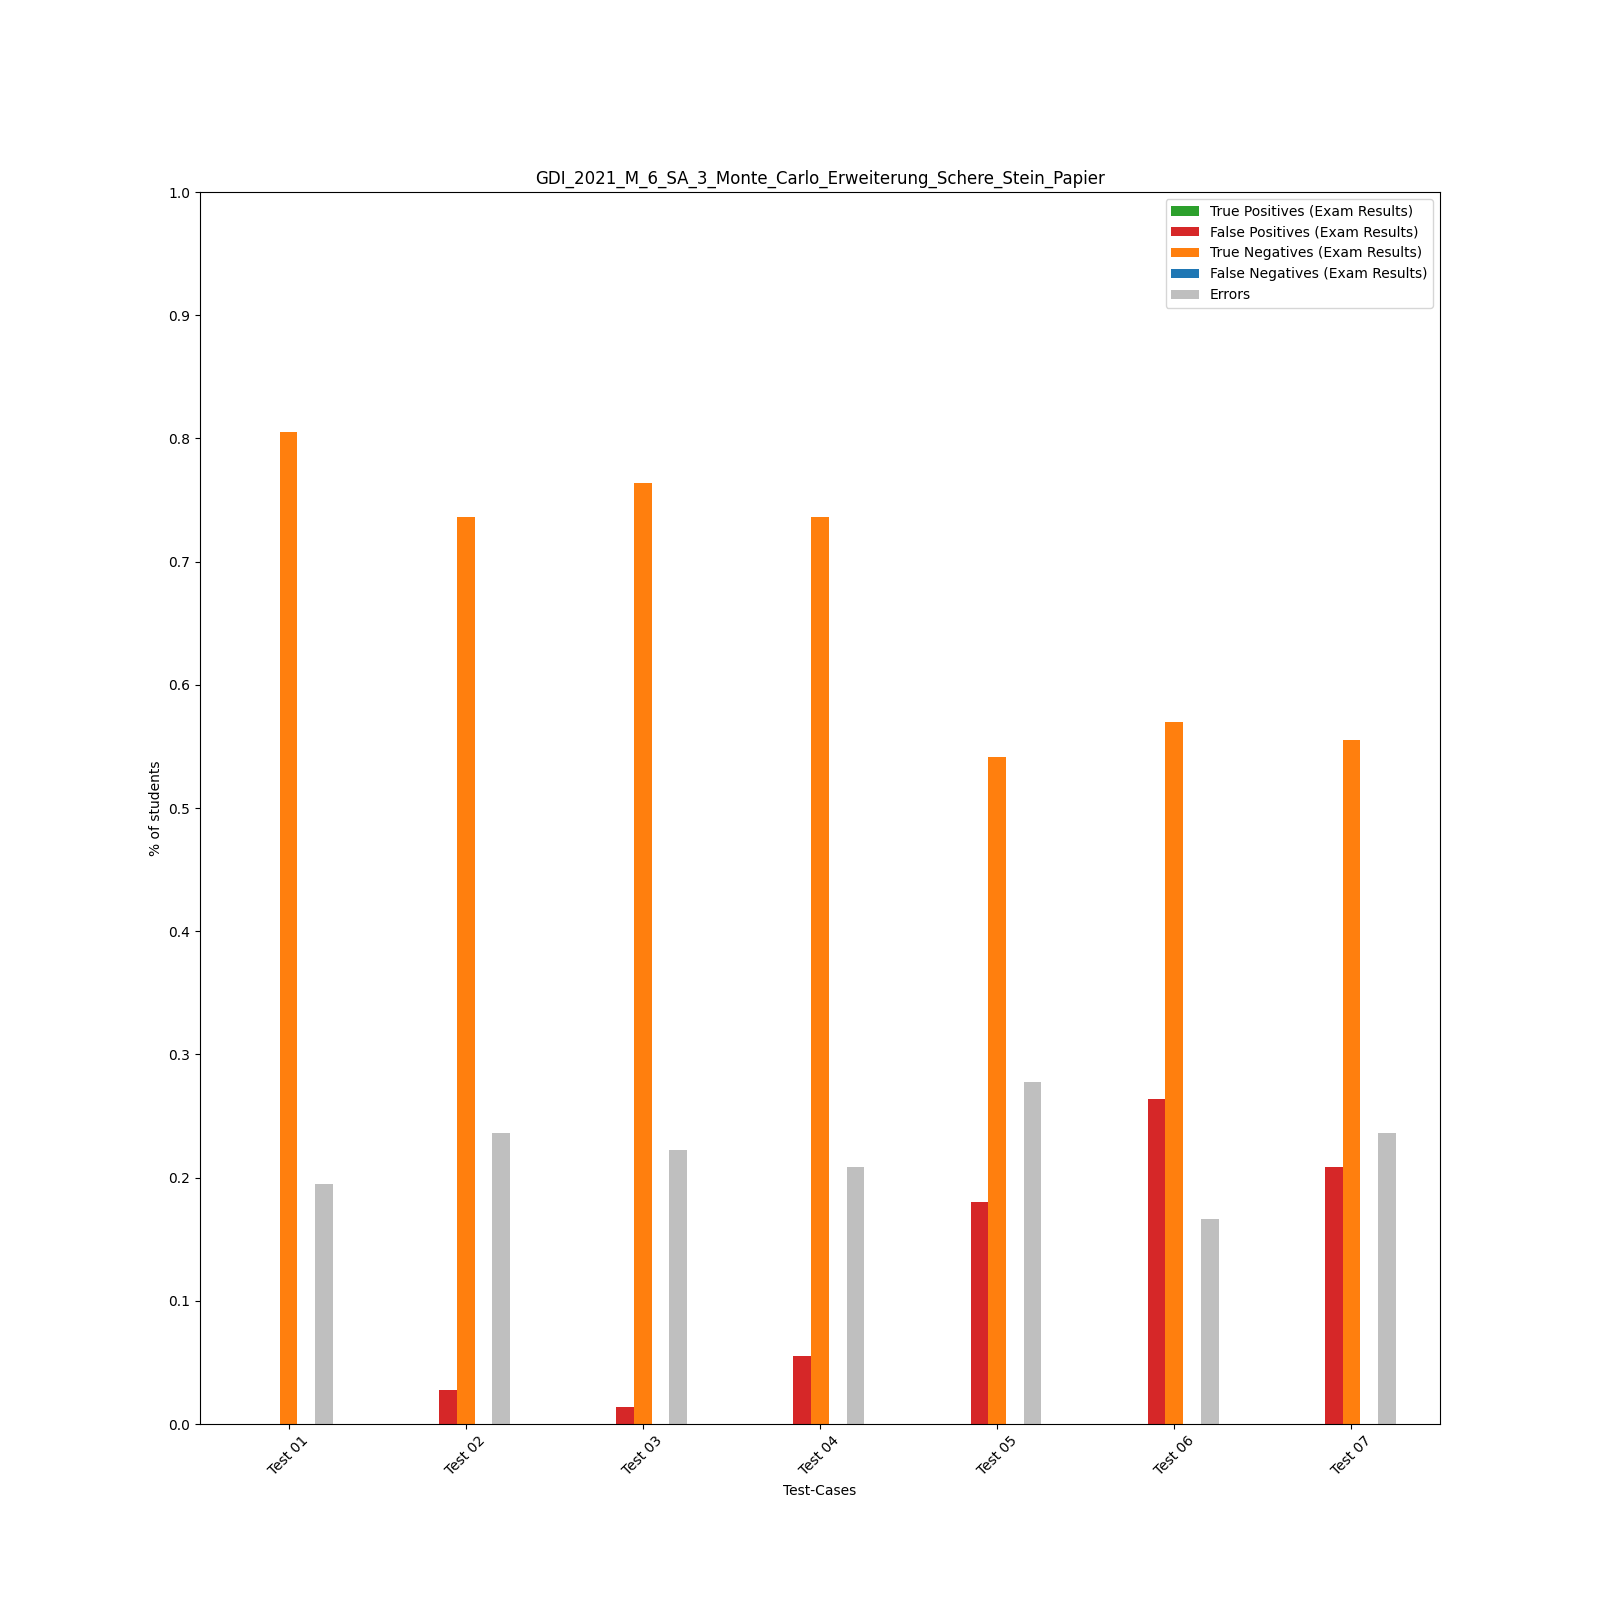 GDI_2021_M_6_SA_3_Monte_Carlo_Erweiterung_Schere_Stein_Papier
1.0
0.9
0.8
0.7
0.6
0.5
0.4
0.3
0.2
0.1
0.0
% of students
True Positives (Exam Results)
False Positives (Exam Results)
True Negatives (Exam Results)
False Negatives (Exam Results)
Errors
Test 01
Test 02
Test 03
Test 04
Test 05
Test 06
Test 07
Test-Cases